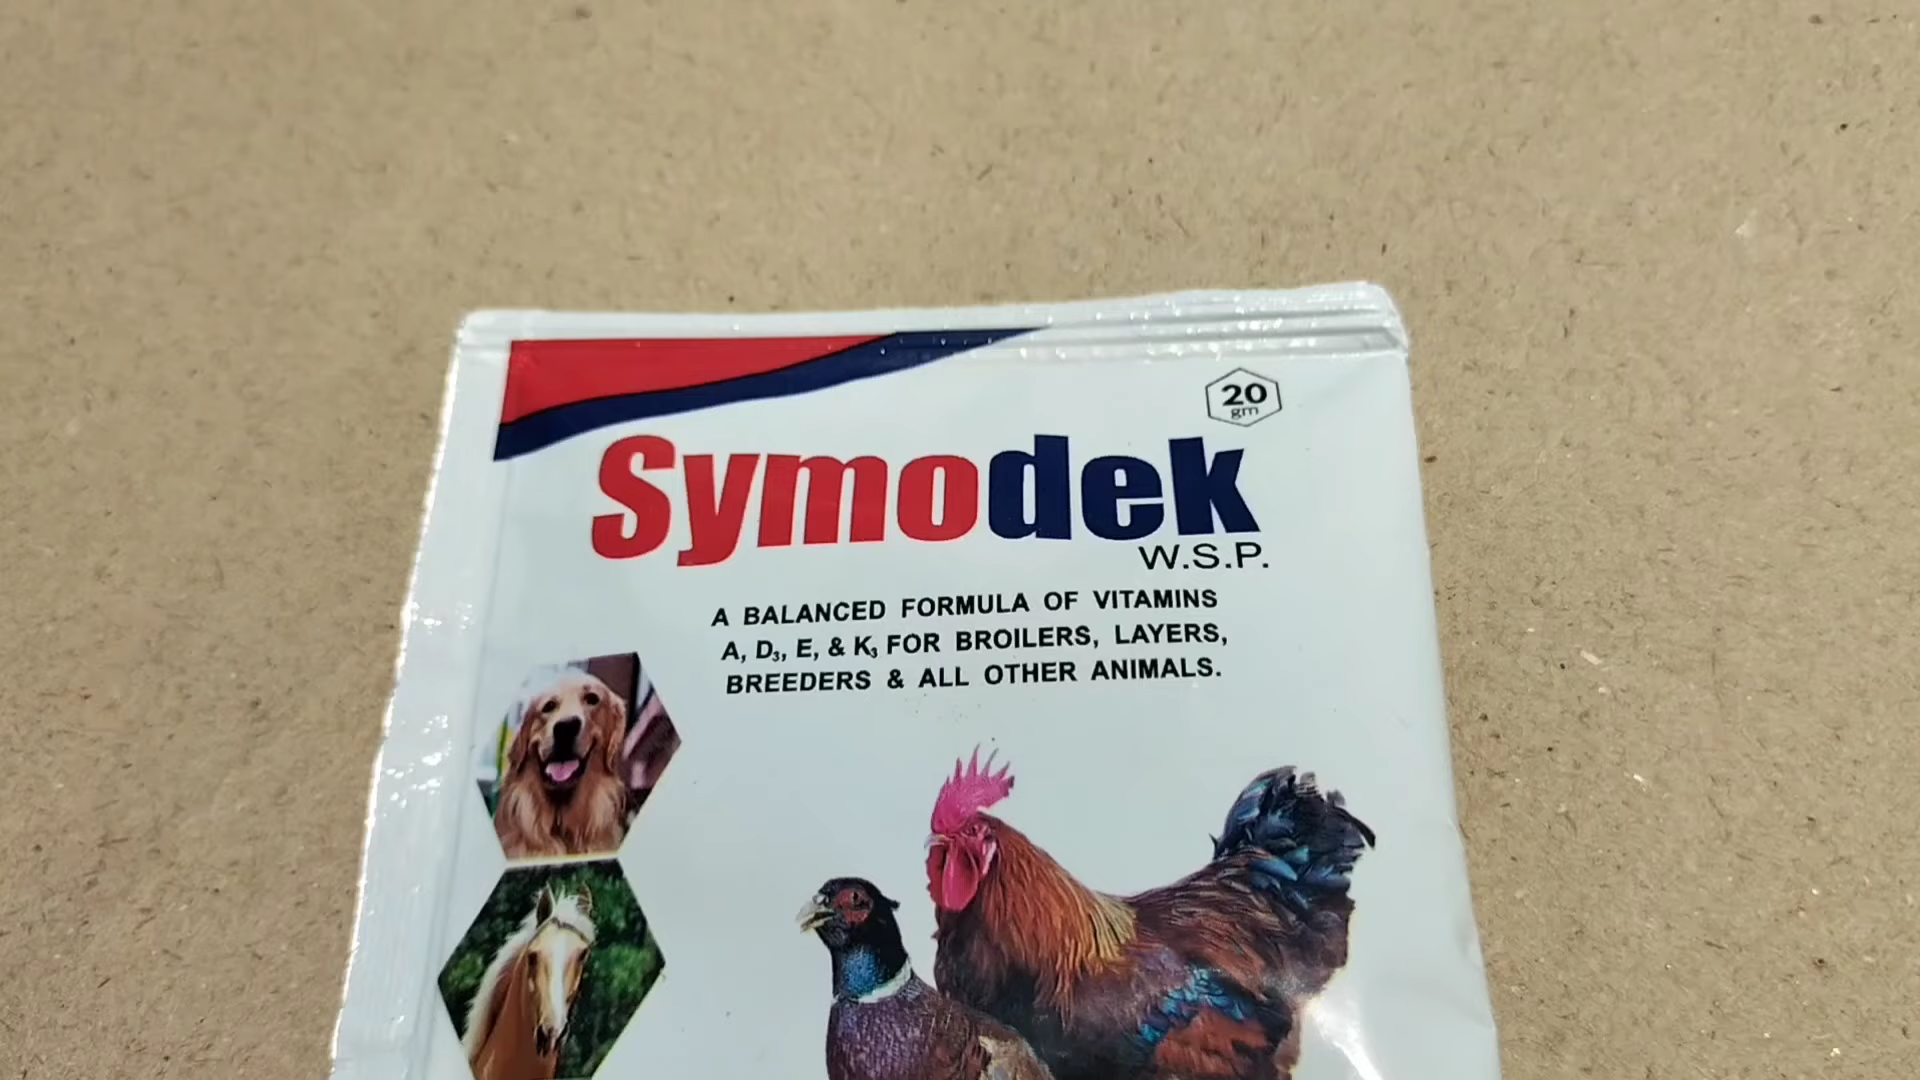 20
gm
Symodek
W.S.P.
A BALANCED FORMULA OF VITAMINS
A, D₃, E, & K₃ FOR BROILERS, LAYERS,
BREEDERS & ALL OTHER ANIMALS.